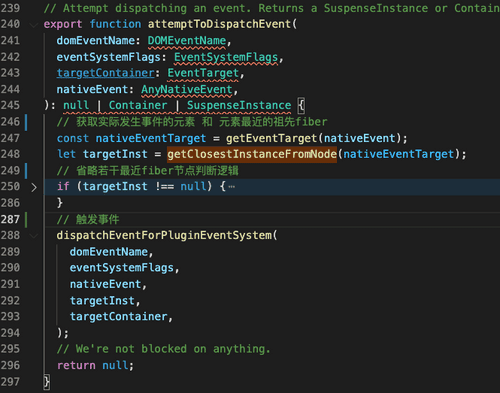 239 // Attempt dispatching an event. Returns a SuspenseInstance or Contain
240 export function attemptToDispatchEvent(
241 domEventName: DOMEventName,
242 eventSystemFlags: EventSystemFlags,
243 targetContainer: EventTarget,
244 nativeEvent: AnyNativeEvent,
245 ): null | Container | SuspenseInstance {
246 // 获取实际发生事件的元素 和 元素最近的祖先fiber
247 const nativeEventTarget = getEventTarget(nativeEvent);
248 let targetInst = getClosestInstanceFromNode(nativeEventTarget);
249 // 省略若干最近fiber节点判断逻辑
250 if (targetInst !== null) {⋯
286 }
287 // 触发事件
288 dispatchEventForPluginEventSystem(
289 domEventName,
290 eventSystemFlags,
291 nativeEvent,
292 targetInst,
293 targetContainer,
294 );
295 // We're not blocked on anything.
296 return null;
297 }